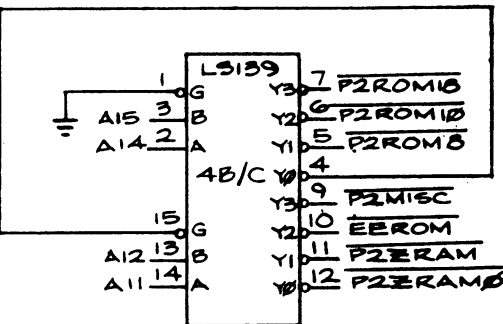 LS139
1 G Y3 7 P2ROM18
A15 3 B Y2 6 P2ROM10
A14 2 A Y1 5 P2ROM8
4B/C Y0 4
Y3 9 P2MISC
15 G Y2 10 EEROM
A12 13 B Y1 11 P2ZRAM
A11 14 A Y0 12 P2ZRAM0